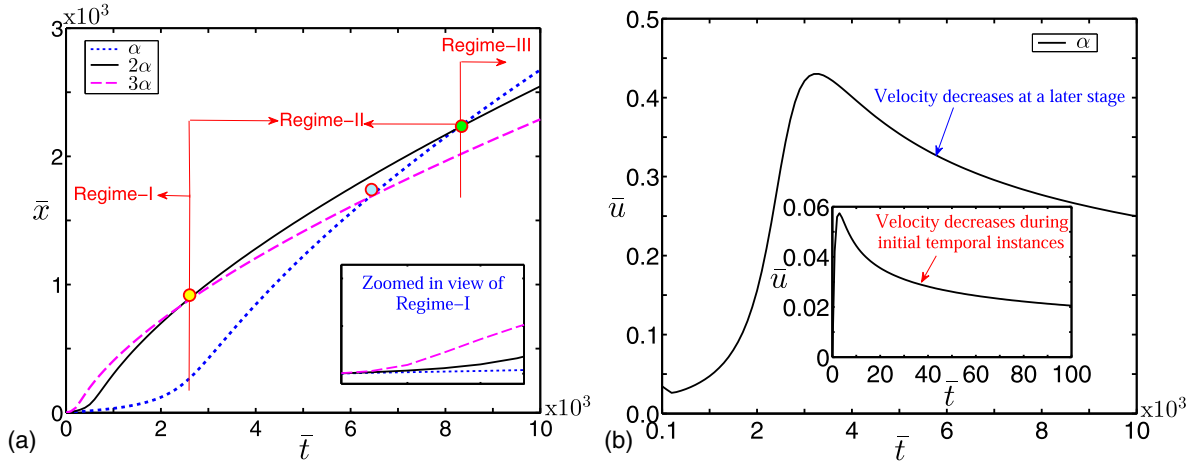 x10³
3
2
1
0
x̄
α
2α
3α
Regime−III
Regime−II
Regime−I
Zoomed in view of
Regime−I
0 2 4 6 8 10
x10³
t̄
(a)
0.5
0.4
0.3
0.2
0.1
0.0
ū
α
Velocity decreases at a later stage
0.06
0.04
0.02
0
ū
Velocity decreases during
initial temporal instances
0 20 40 60 80 100
t̄
0.1 2 4 6 8 10
x10³
t̄
(b)